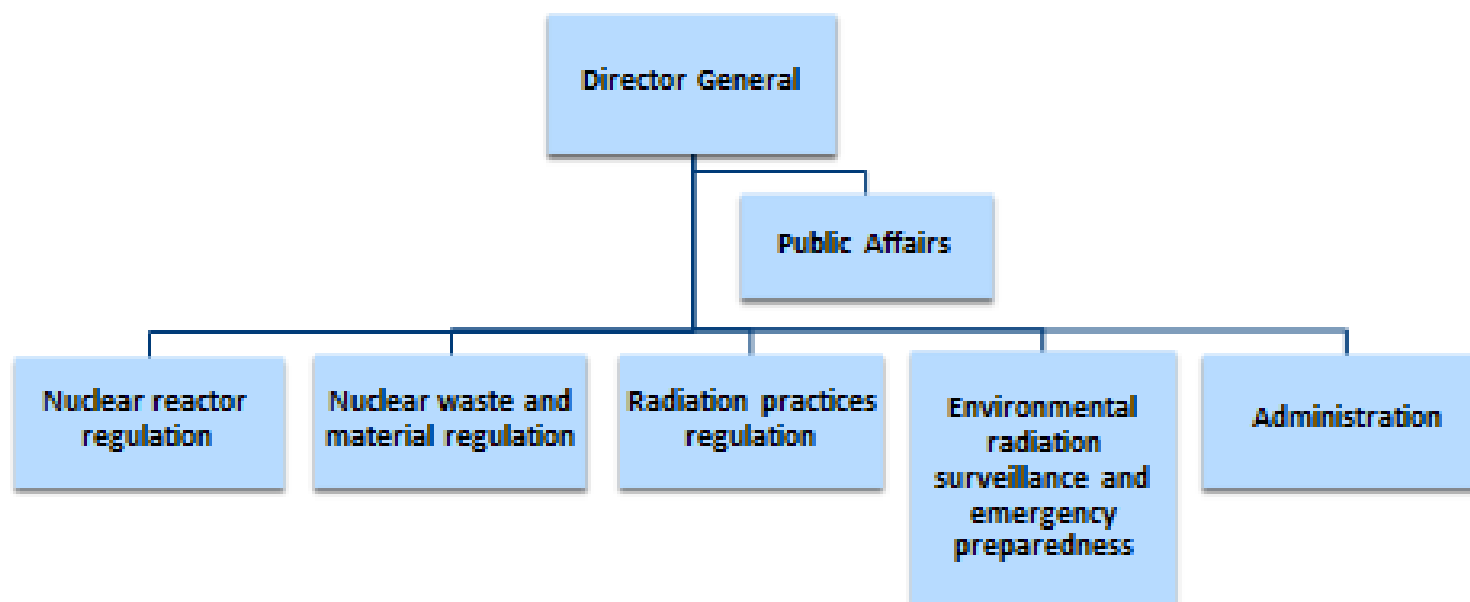 Director General
Public Affairs
Nuclear reactor
regulation
Nuclear waste and
material regulation
Radiation practices
regulation
Environmental
radiation
surveillance and
emergency
preparedness
Administration